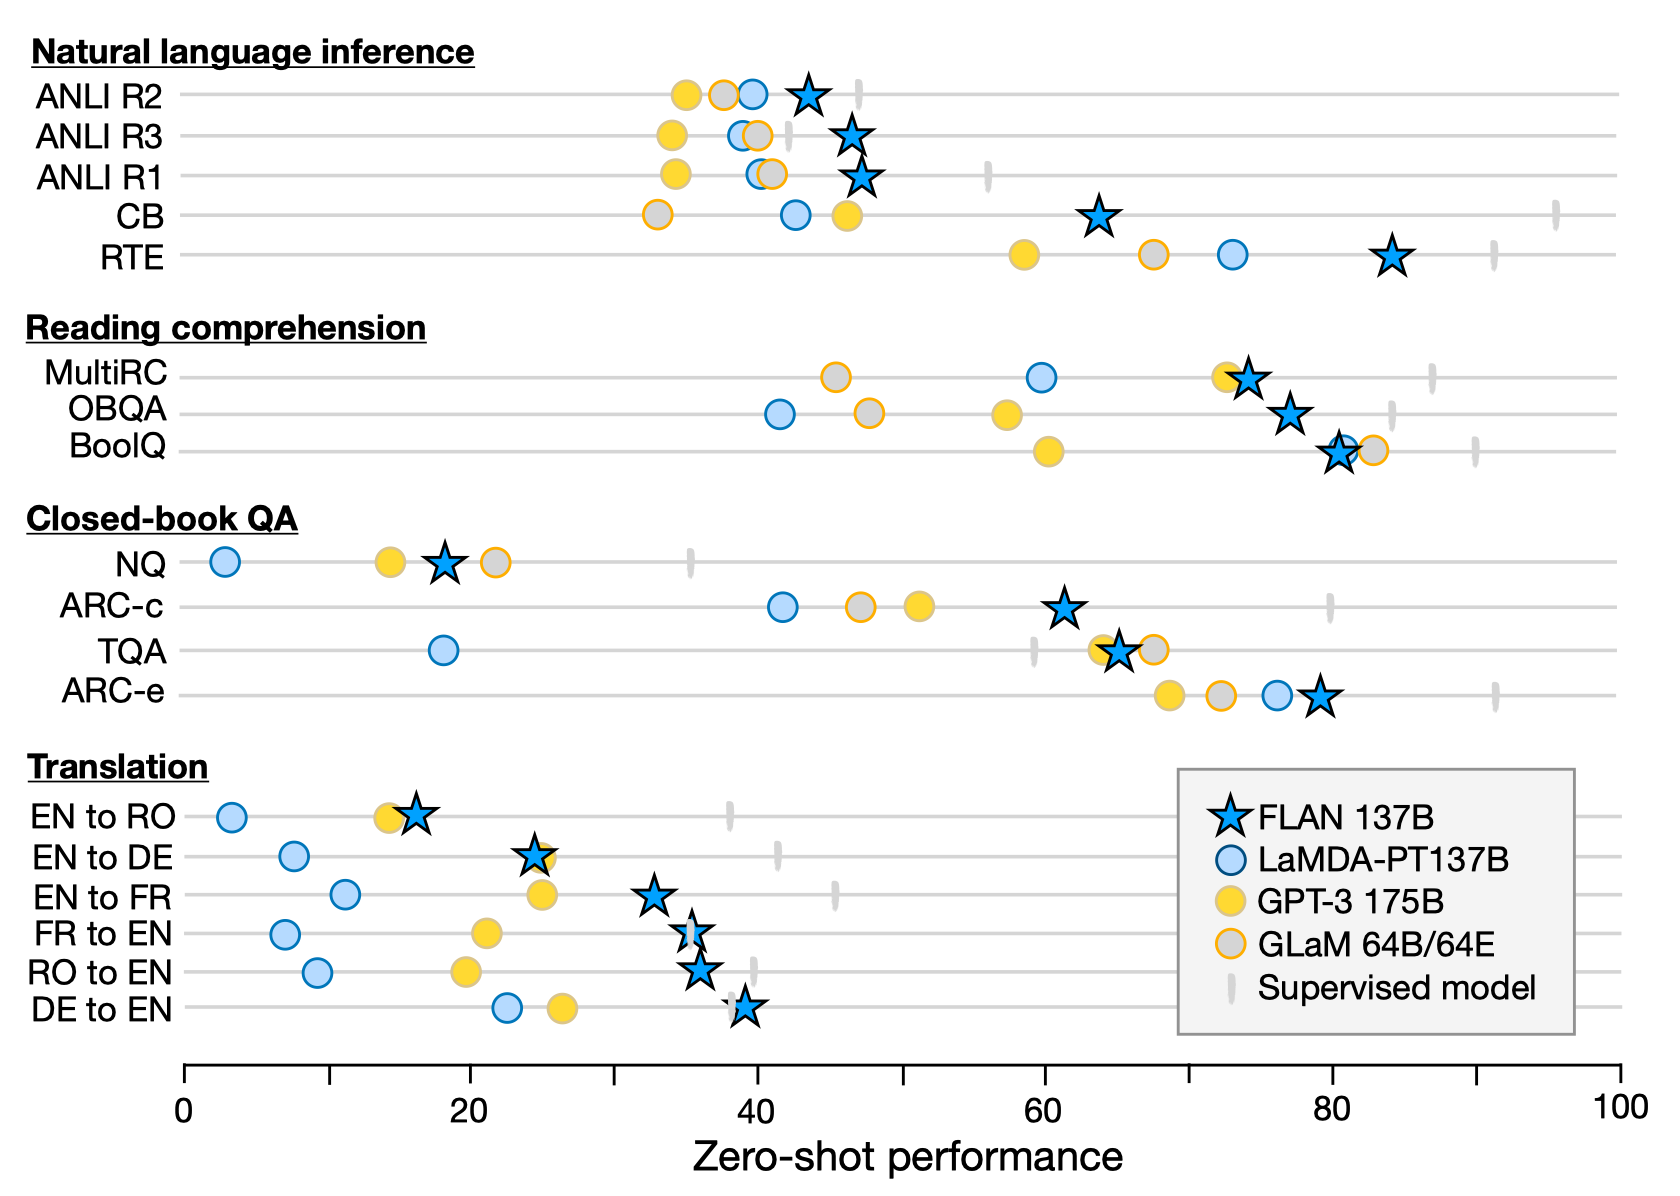 Natural language inference
ANLI R2
ANLI R3
ANLI R1
CB
RTE
Reading comprehension
MultiRC
OBQA
BoolQ
Closed-book QA
NQ
ARC-c
TQA
ARC-e
Translation
EN to RO
EN to DE
EN to FR
FR to EN
RO to EN
DE to EN
FLAN 137B
LaMDA-PT137B
GPT-3 175B
GLaM 64B/64E
Supervised model
0 20 40 60 80 100
Zero-shot performance